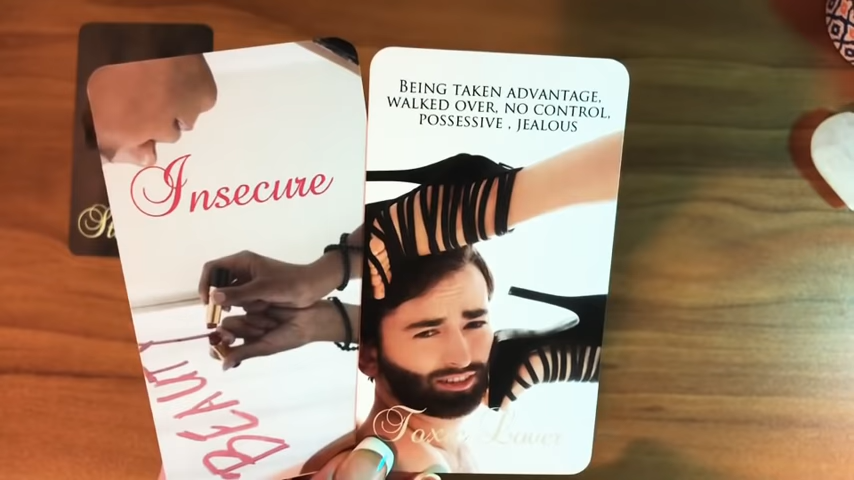 Insecure
BEAUTY
BEING TAKEN ADVANTAGE,
WALKED OVER, NO CONTROL,
POSSESSIVE , JEALOUS
Toxic Lover